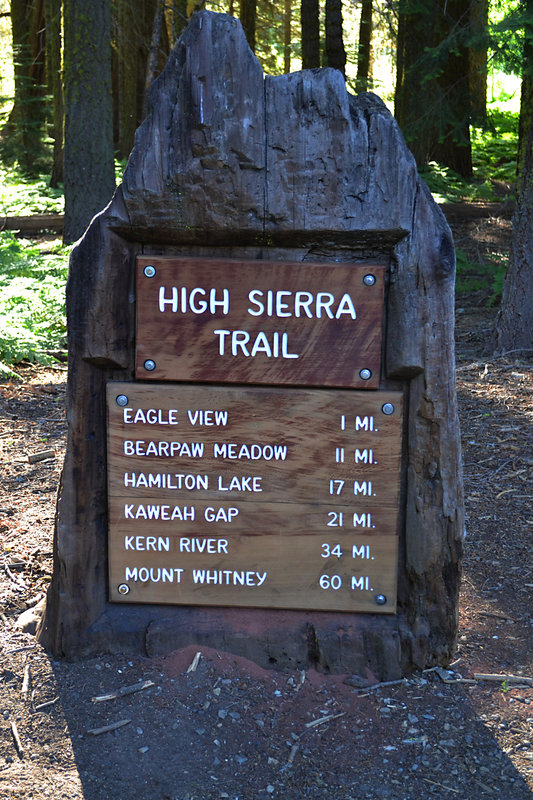 HIGH SIERRA
TRAIL
EAGLE VIEW 1 MI.
BEARPAW MEADOW 11 MI.
HAMILTON LAKE 17 MI.
KAWEAH GAP 21 MI.
KERN RIVER 34 MI.
MOUNT WHITNEY 60 MI.